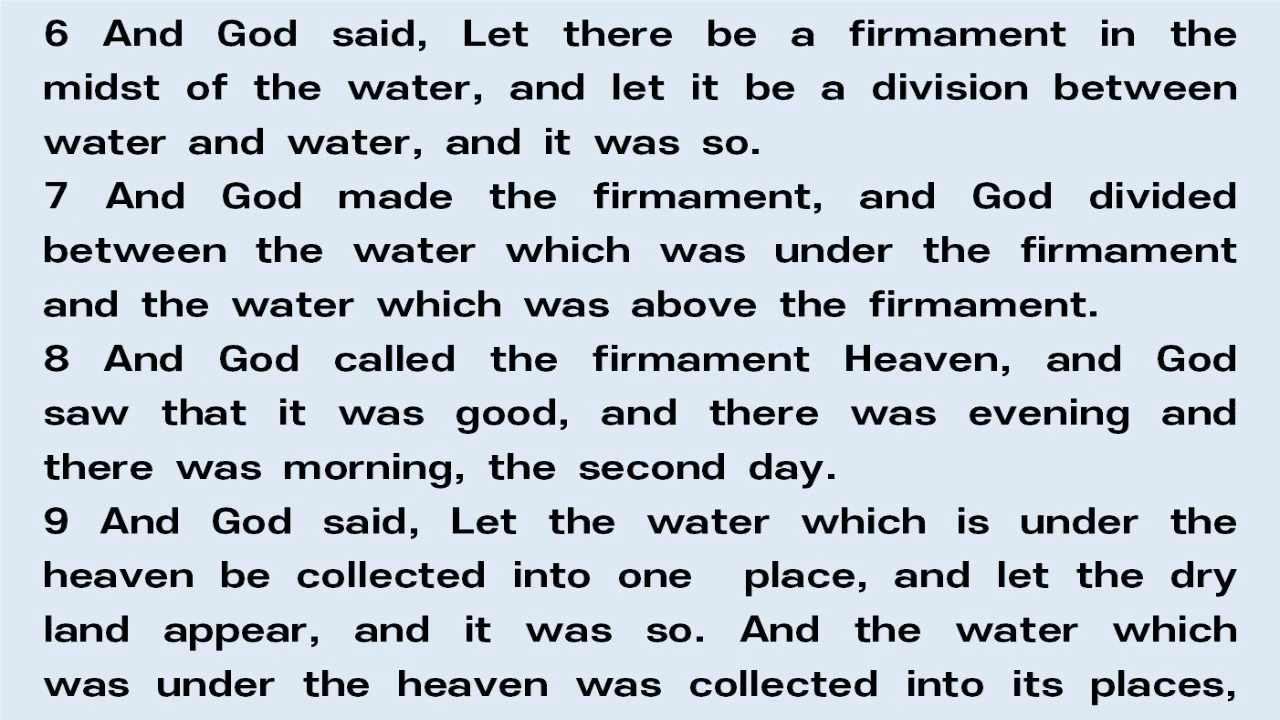 6 And God said, Let there be a firmament in the
midst of the water, and let it be a division between
water and water, and it was so.
7 And God made the firmament, and God divided
between the water which was under the firmament
and the water which was above the firmament.
8 And God called the firmament Heaven, and God
saw that it was good, and there was evening and
there was morning, the second day.
9 And God said, Let the water which is under the
heaven be collected into one place, and let the dry
land appear, and it was so. And the water which
was under the heaven was collected into its places,